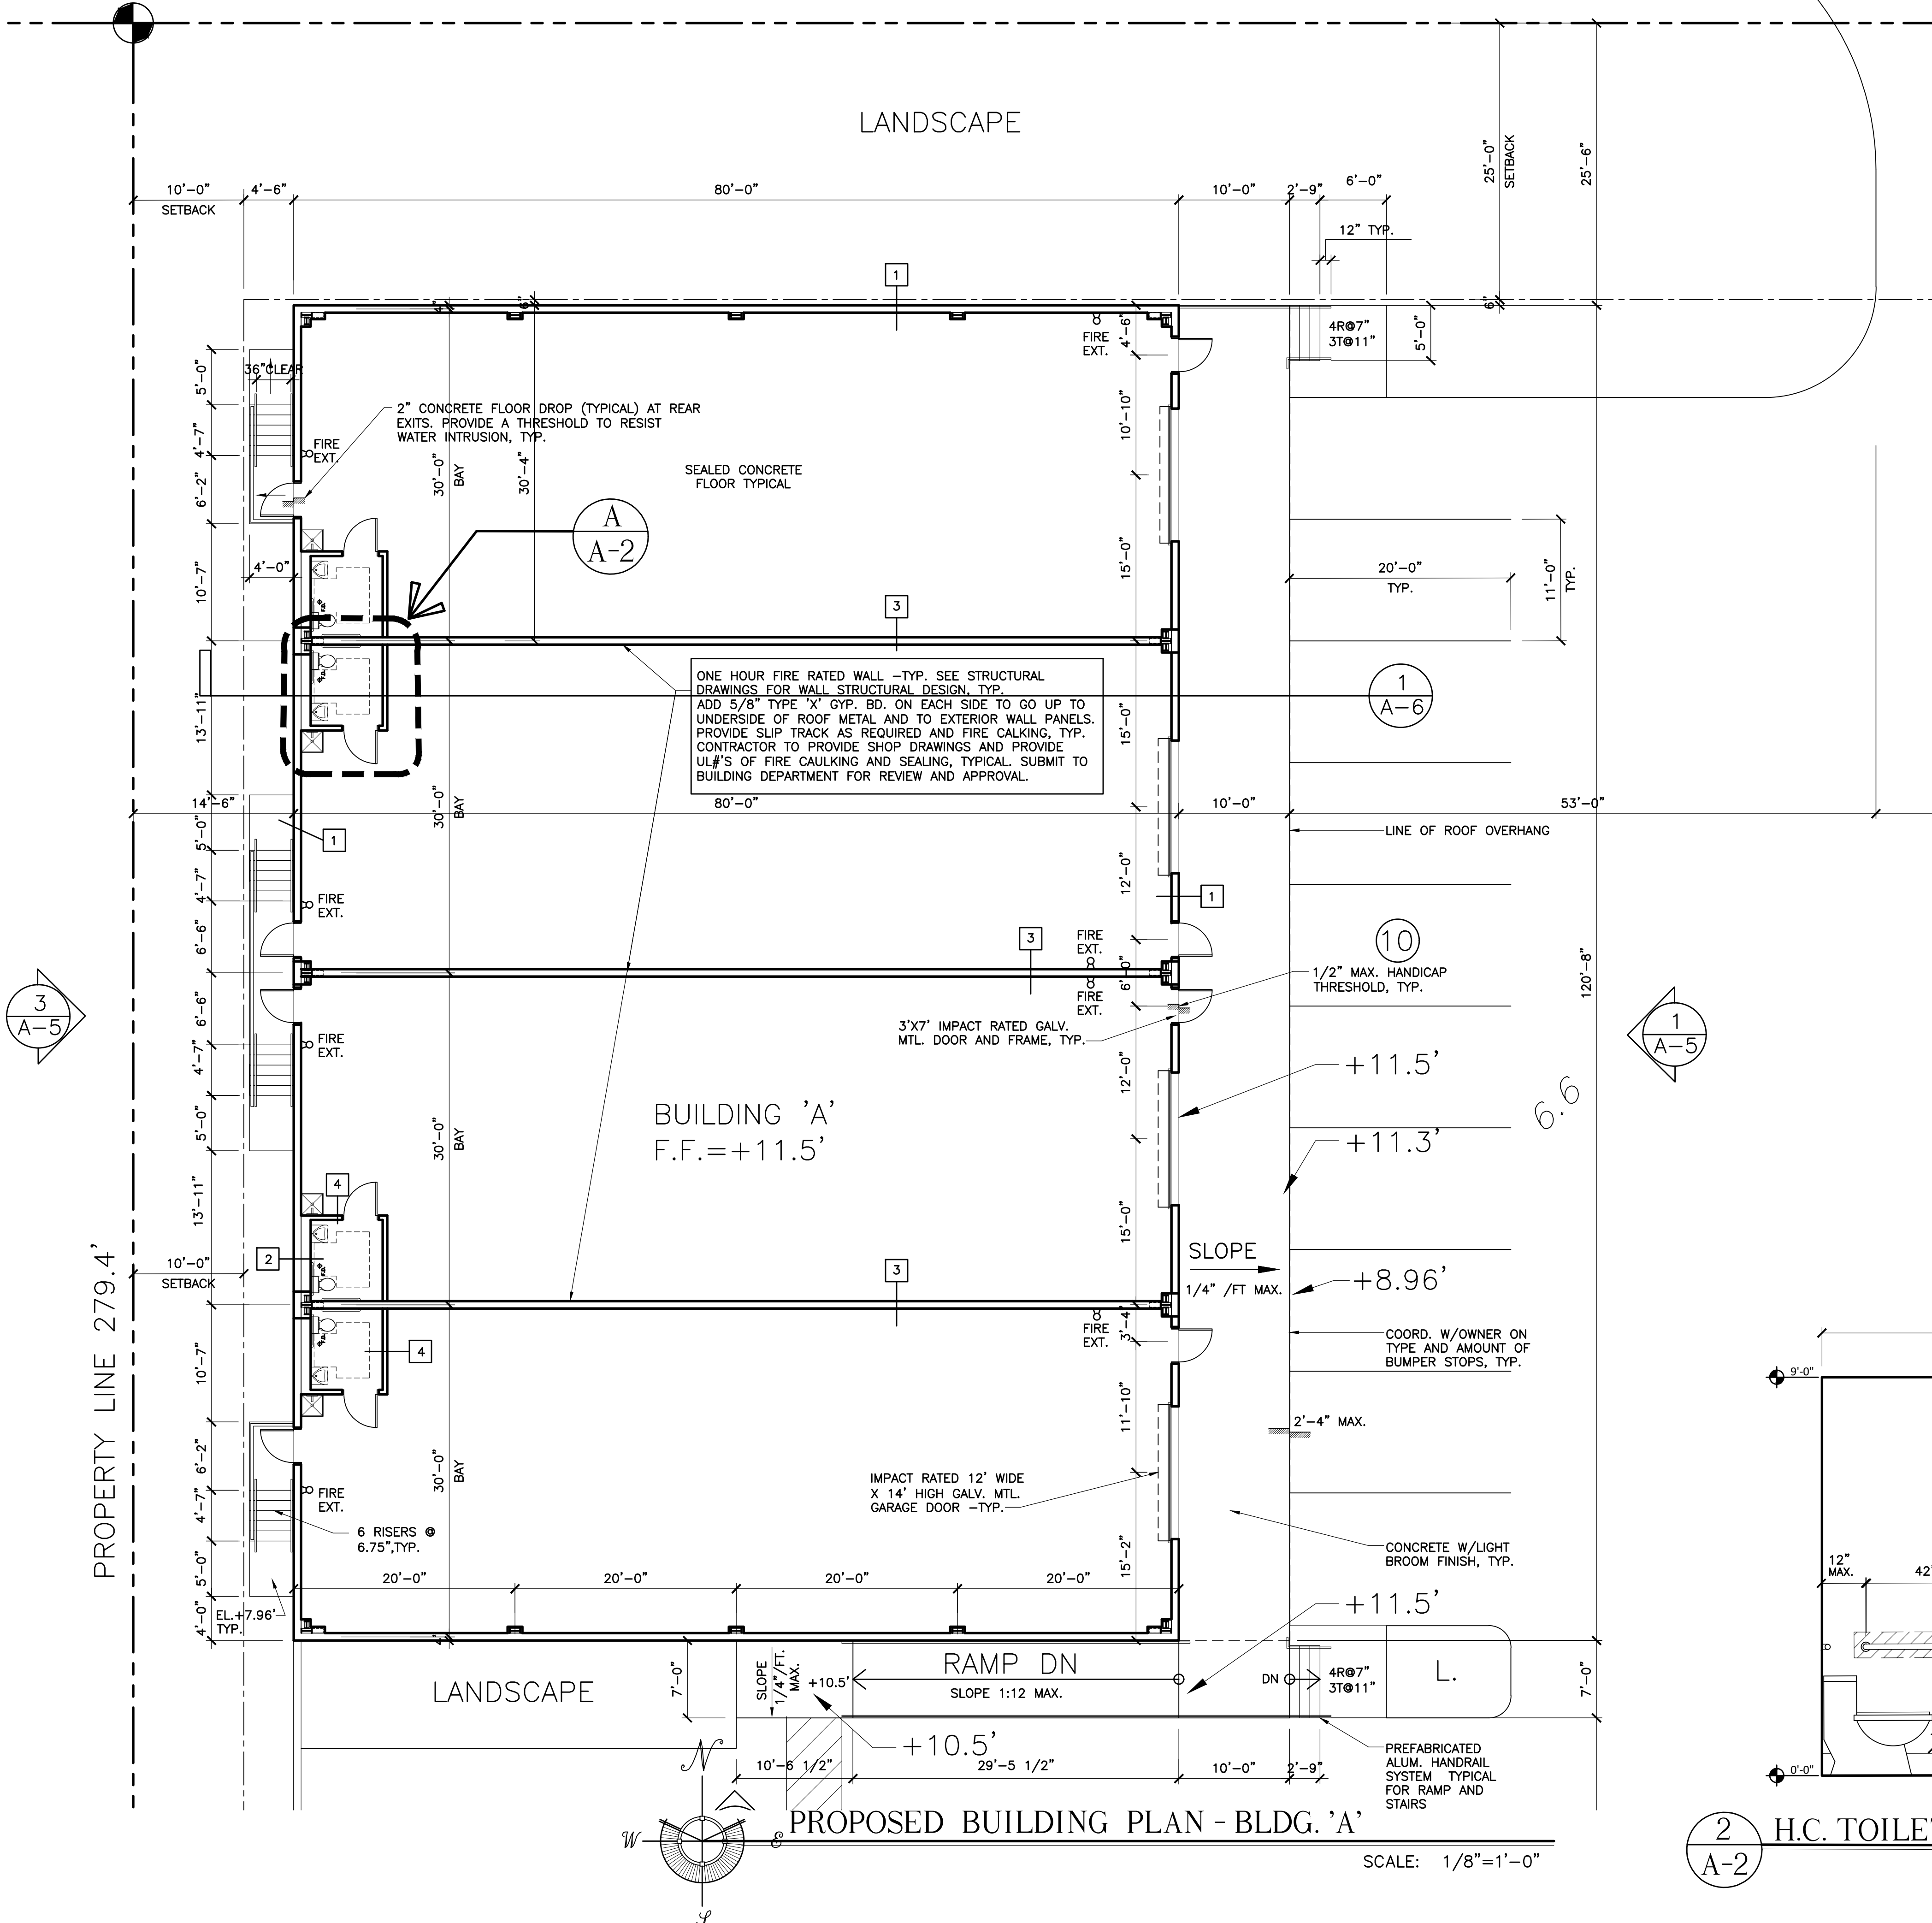 LANDSCAPE
25'-0"
SETBACK
25'-6"
10'-0"
SETBACK
4'-6"
80'-0"
10'-0"
2'-9"
6'-0"
12" TYP.
1
4"
6"
6"
FIRE
EXT.
4'-6"
4R@7"
3T@11"
5'-0"
5'-0"
36"CLEAR
2" CONCRETE FLOOR DROP (TYPICAL) AT REAR
EXITS. PROVIDE A THRESHOLD TO RESIST
WATER INTRUSION, TYP.
4'-7"
FIRE
EXT.
6'-2"
30'-0"
BAY
30'-4"
SEALED CONCRETE
FLOOR TYPICAL
10'-10"
A
A-2
4'-0"
10'-7"
15'-0"
20'-0"
TYP.
11'-0"
TYP.
3
ONE HOUR FIRE RATED WALL -TYP. SEE STRUCTURAL
DRAWINGS FOR WALL STRUCTURAL DESIGN, TYP.
ADD 5/8" TYPE 'X' GYP. BD. ON EACH SIDE TO GO UP TO
UNDERSIDE OF ROOF METAL AND TO EXTERIOR WALL PANELS.
PROVIDE SLIP TRACK AS REQUIRED AND FIRE CALKING, TYP.
CONTRACTOR TO PROVIDE SHOP DRAWINGS AND PROVIDE
UL#'S OF FIRE CAULKING AND SEALING, TYPICAL. SUBMIT TO
BUILDING DEPARTMENT FOR REVIEW AND APPROVAL.
1
A-6
13'-11"
15'-0"
14'-6"
30'-0"
BAY
80'-0"
10'-0"
53'-0"
5'-0"
1
LINE OF ROOF OVERHANG
4'-7"
FIRE
EXT.
12'-0"
1
6'-6"
3
FIRE
EXT.
10
6'-0"
1/2" MAX. HANDICAP
THRESHOLD, TYP.
120'-8"
3
A-5
6'-6"
FIRE
EXT.
3'X7' IMPACT RATED GALV.
MTL. DOOR AND FRAME, TYP.
1
A-5
FIRE
EXT.
4'-7"
12'-0"
+11.5'
6.6
5'-0"
30'-0"
BAY
BUILDING 'A'
F.F.=+11.5'
+11.3'
13'-11"
4
15'-0"
PROPERTY LINE 279.4'
10'-0"
SETBACK
2
3
SLOPE
1/4" /FT MAX.
+8.96'
FIRE
EXT.
3'-4"
COORD. W/OWNER ON
TYPE AND AMOUNT OF
BUMPER STOPS, TYP.
10'-7"
4
9'-0"
11'-10"
2'-4" MAX.
6'-2"
30'-0"
BAY
IMPACT RATED 12' WIDE
X 14' HIGH GALV. MTL.
GARAGE DOOR -TYP.
FIRE
EXT.
4'-7"
6 RISERS @
6.75",TYP.
CONCRETE W/LIGHT
BROOM FINISH, TYP.
12"
MAX.
42
15'-2"
5'-0"
20'-0"
20'-0"
20'-0"
20'-0"
+11.5'
4'-0"
EL.+7.96'
TYP.
4"
LANDSCAPE
7'-0"
SLOPE
1/4"/FT.
MAX.
+10.5'
RAMP DN
SLOPE 1:12 MAX.
DN
4R@7"
3T@11"
L.
7'-0"
+10.5'
N
10'-6 1/2"
29'-5 1/2"
10'-0"
2'-9"
PREFABRICATED
ALUM. HANDRAIL
SYSTEM TYPICAL
FOR RAMP AND
STAIRS
0'-0"
W
E
S
PROPOSED BUILDING PLAN - BLDG. 'A'
SCALE: 1/8"=1'-0"
2
A-2
H.C. TOILET